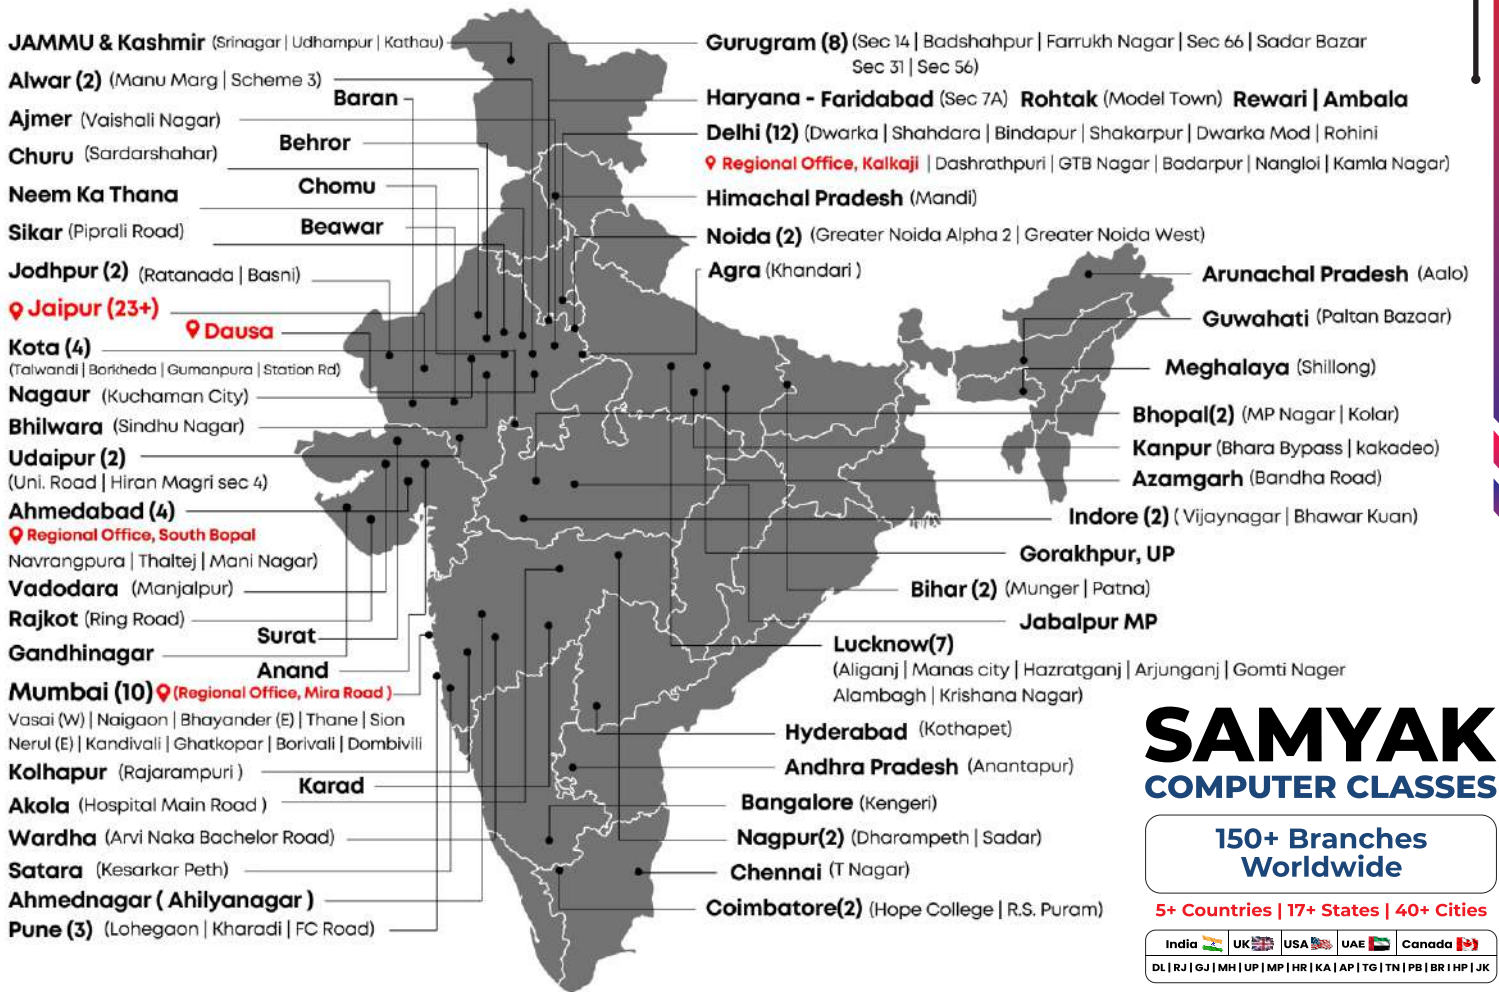 JAMMU & Kashmir (Srinagar | Udhampur | Kathau)
Alwar (2) (Manu Marg | Scheme 3)
Baran
Ajmer (Vaishali Nagar)
Behror
Churu (Sardarshahar)
Chomu
Neem Ka Thana
Beawar
Sikar (Piprali Road)
Jodhpur (2) (Ratanada | Basni)
Jaipur (23+)
Dausa
Kota (4)
(Talwandi | Borkheda | Gumanpura | Station Rd)
Nagaur (Kuchaman City)
Bhilwara (Sindhu Nagar)
Udaipur (2)
(Uni. Road | Hiran Magri sec 4)
Ahmedabad (4)
Regional Office, South Bopal
Navrangpura | Thaltej | Mani Nagar)
Vadodara (Manjalpur)
Rajkot (Ring Road)
Surat
Gandhinagar
Anand
Mumbai (10) (Regional Office, Mira Road )
Vasai (W) | Naigaon | Bhayander (E) | Thane | Sion
Nerul (E) | Kandivali | Ghatkopar | Borivali | Dombivili
Kolhapur (Rajarampuri )
Karad
Akola (Hospital Main Road )
Wardha (Arvi Naka Bachelor Road)
Satara (Kesarkar Peth)
Ahmednagar ( Ahilyanagar )
Pune (3) (Lohegaon | Kharadi | FC Road)
Gurugram (8) (Sec 14 | Badshahpur | Farrukh Nagar | Sec 66 | Sadar Bazar
Sec 31 | Sec 56)
Haryana - Faridabad (Sec 7A) Rohtak (Model Town) Rewari | Ambala
Delhi (12) (Dwarka | Shahdara | Bindapur | Shakarpur | Dwarka Mod | Rohini
Regional Office, Kalkaji | Dashrathpuri | GTB Nagar | Badarpur | Nangloi | Kamla Nagar)
Himachal Pradesh (Mandi)
Noida (2) (Greater Noida Alpha 2 | Greater Noida West)
Agra (Khandari )
Arunachal Pradesh (Aalo)
Guwahati (Paltan Bazaar)
Meghalaya (Shillong)
Bhopal(2) (MP Nagar | Kolar)
Kanpur (Bhara Bypass | kakadeo)
Azamgarh (Bandha Road)
Indore (2) ( Vijaynagar | Bhawar Kuan)
Gorakhpur, UP
Bihar (2) (Munger | Patna)
Jabalpur MP
Lucknow(7)
(Aliganj | Manas city | Hazratganj | Arjunganj | Gomti Nager
Alambagh | Krishana Nagar)
Hyderabad (Kothapet)
Andhra Pradesh (Anantapur)
Bangalore (Kengeri)
Nagpur(2) (Dharampeth | Sadar)
Chennai (T Nagar)
Coimbatore(2) (Hope College | R.S. Puram)
SAMYAK
COMPUTER CLASSES
150+ Branches
Worldwide
5+ Countries | 17+ States | 40+ Cities
India | UK | USA | UAE | Canada
DL | RJ | GJ | MH | UP | MP | HR | KA | AP | TG | TN | PB | BR I HP | JK